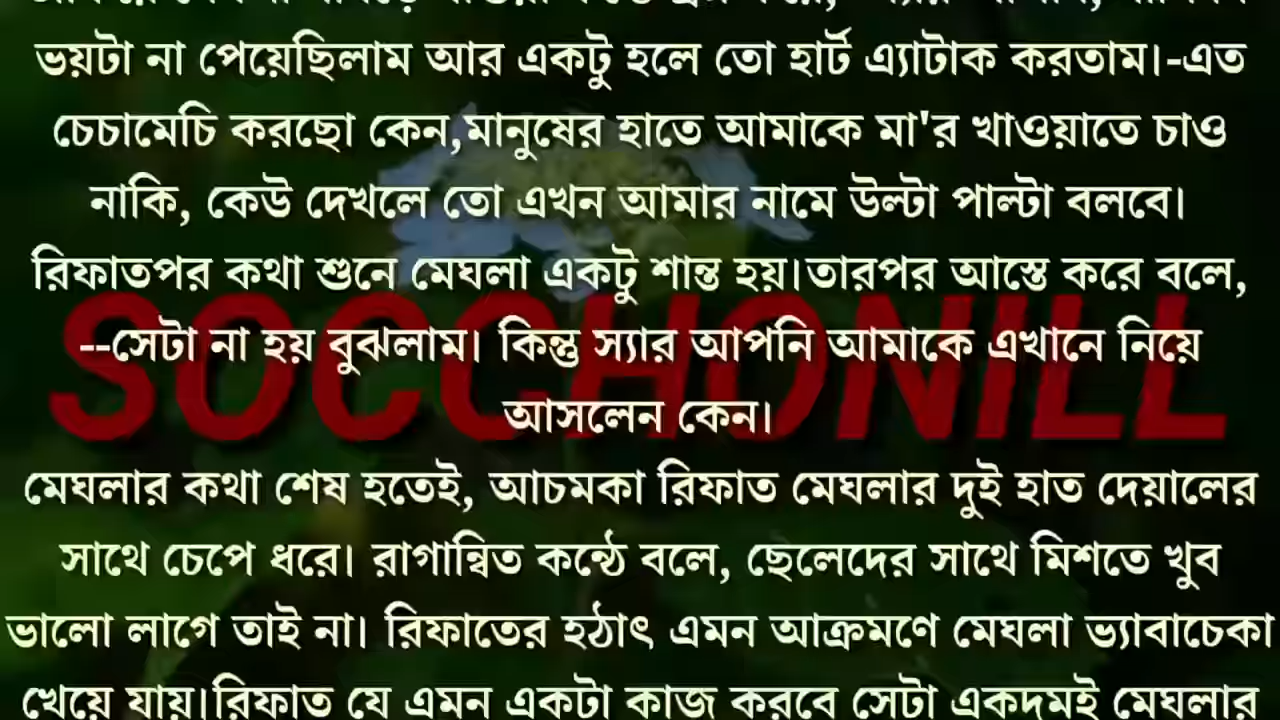 ভয়টা না পেয়েছিলাম আর একটু হলে তো হার্ট এ্যাটাক করতাম।-এত
চেচামেচি করছো কেন,মানুষের হাতে আমাকে মা'র খাওয়াতে চাও
নাকি, কেউ দেখলে তো এখন আমার নামে উল্টা পাল্টা বলবে।
রিফাতপর কথা শুনে মেঘলা একটু শান্ত হয়।তারপর আস্তে করে বলে,
--সেটা না হয় বুঝলাম। কিন্তু স্যার আপনি আমাকে এখানে নিয়ে
আসলেন কেন।
SOCCHONILL
মেঘলার কথা শেষ হতেই, আচমকা রিফাত মেঘলার দুই হাত দেয়ালের
সাথে চেপে ধরে। রাগান্বিত কন্ঠে বলে, ছেলেদের সাথে মিশতে খুব
ভালো লাগে তাই না। রিফাতের হঠাৎ এমন আক্রমণে মেঘলা ভ্যাবাচেকা
খেয়ে যায়।রিফাত যে এমন একটা কাজ করবে সেটা একদমই মেঘলার